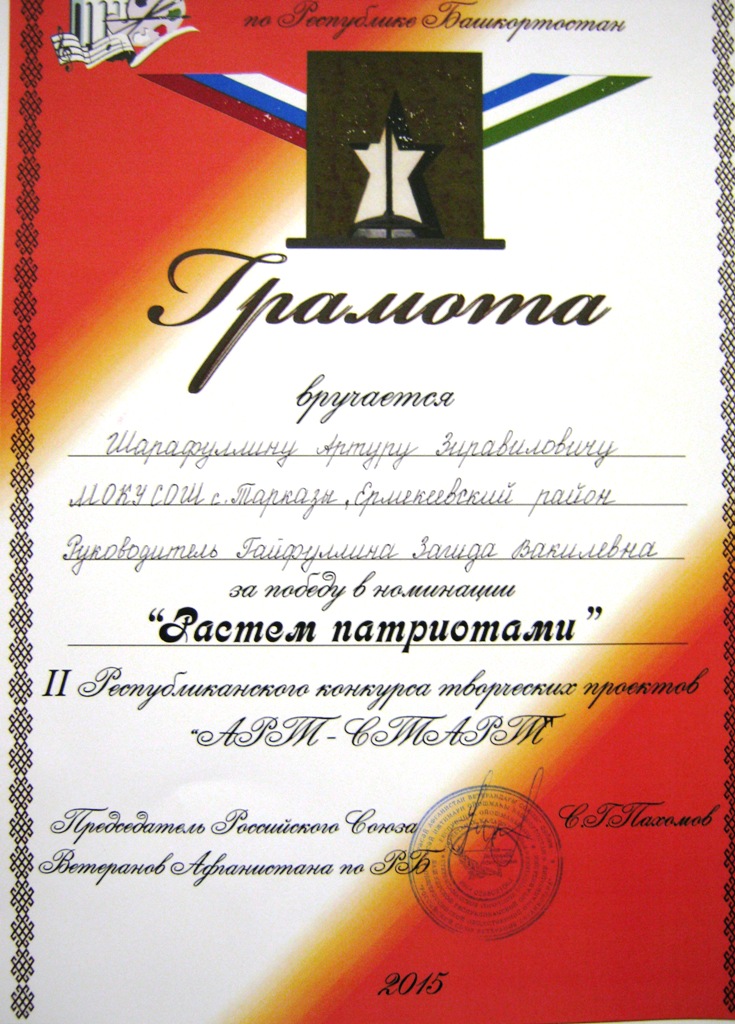 по Республике Башкортостан
Грамота
вручается
Шарафуллину Артуру Зиравиловичу
МОКУ СОШ с. Тарказы, Ермекеевский район
Руководитель Гайфуллина Загида Вакилевна
за победу в номинации
“Растем патриотами”
II Республиканского конкурса творческих проектов
“АРТ-СТАРТ”
Председатель Российского Союза
С.Г.Пахомов
Ветеранов Афганистана по РБ
2015